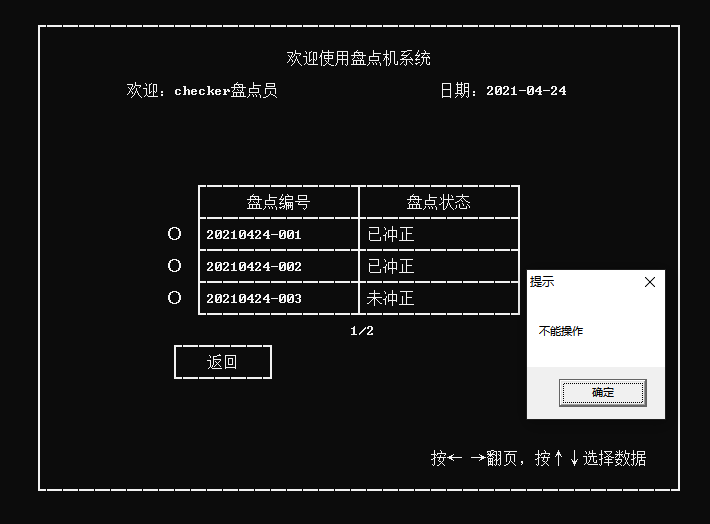 欢迎使用盘点机系统
欢迎：checker盘点员 日期：2021-04-24
盘点编号 盘点状态
O 20210424-001 已冲正
O 20210424-002 已冲正
O 20210424-003 未冲正
1/2
返回
提示
不能操作
确定
按← →翻页，按↑↓选择数据